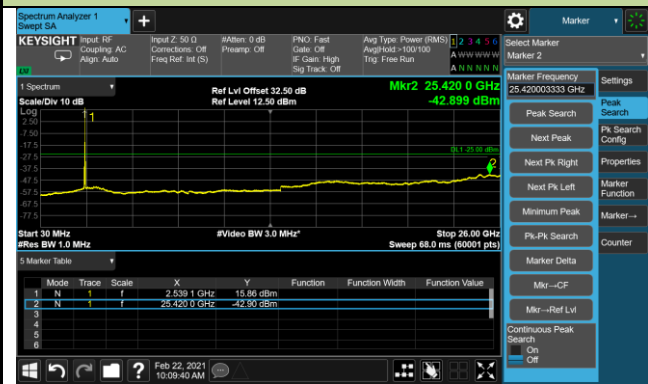 Spectrum Analyzer 1
Swept SA
Marker
KEYSIGHT
Input: RF
Coupling: AC
Align: Auto
Input Z: 50 Ω
Corrections: Off
Freq Ref: Int (S)
#Atten: 0 dB
Preamp: Off
PNO: Fast
Gate: Off
IF Gain: High
Sig Track: Off
Avg Type: Power (RMS)
Avg|Hold:>100/100
Trig: Free Run
1 2 3 4 5 6
A W W W W W
A N N N N N
Select Marker
Marker 2
1 Spectrum
Scale/Div 10 dB
Ref Lvl Offset 32.50 dB
Ref Level 12.50 dBm
Mkr2 25.420 0 GHz
-42.899 dBm
Marker Frequency
25.420003333 GHz
Settings
Peak Search
Next Peak
Next Pk Right
Next Pk Left
Minimum Peak
Pk-Pk Search
Marker Delta
Mkr→CF
Mkr→Ref Lvl
Continuous Peak
Search
On
Off
Peak
Search
Pk Search
Config
Properties
Marker
Function
Marker→
Counter
Log
2.50
-7.50
-17.5
-27.5
-37.5
-47.5
-57.5
-67.5
-77.5
1
DL1 -25.00 dBm
2
Start 30 MHz
#Res BW 1.0 MHz
#Video BW 3.0 MHz*
Stop 26.00 GHz
Sweep 68.0 ms (60001 pts)
5 Marker Table
Mode Trace Scale X Y Function Function Width Function Value
1 N 1 f 2.539 1 GHz 15.86 dBm
2 N 1 f 25.420 0 GHz -42.90 dBm
3
4
5
6
Feb 22, 2021
10:09:40 AM